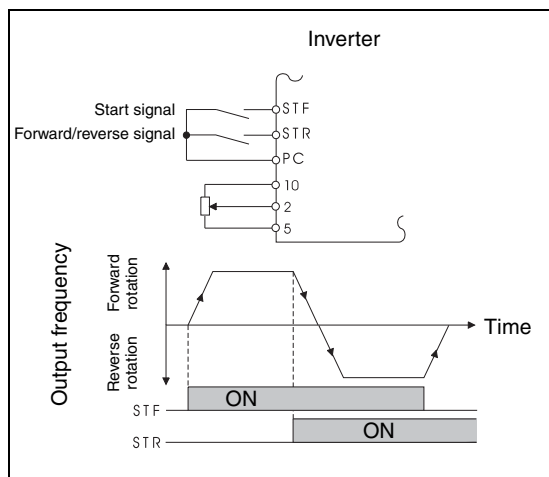 Inverter
Start signal
STF
Forward/reverse signal
STR
PC
10
2
5
Output frequency
Forward
rotation
Reverse
rotation
Time
STF
ON
STR
ON